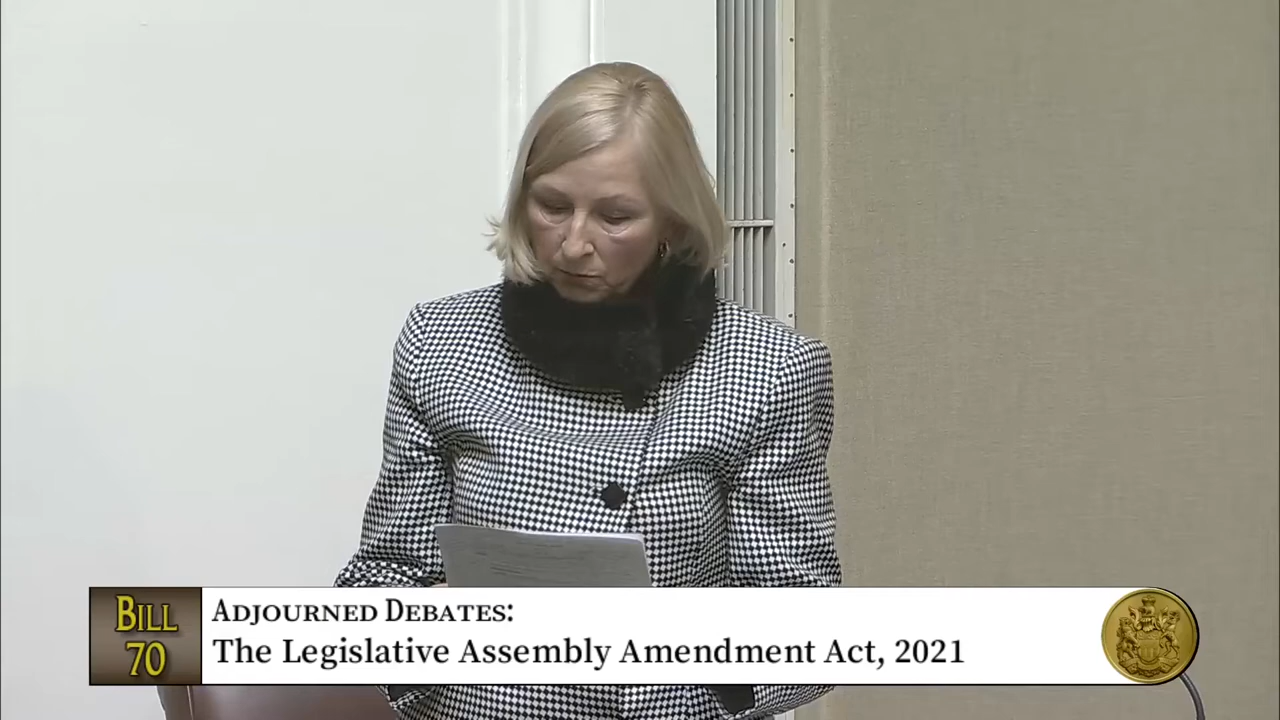 BILL
70
ADJOURNED DEBATES:
The Legislative Assembly Amendment Act, 2021